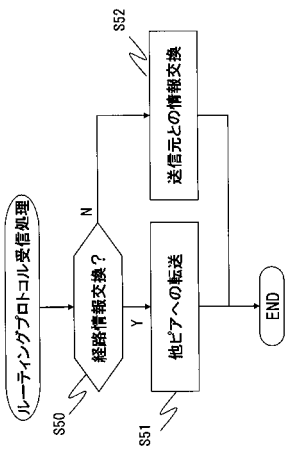 ルーティングプロトコル受信処理
S50
経路情報交換?
N
Y
S51
他ピアへの転送
S52
送信元との情報交換
END